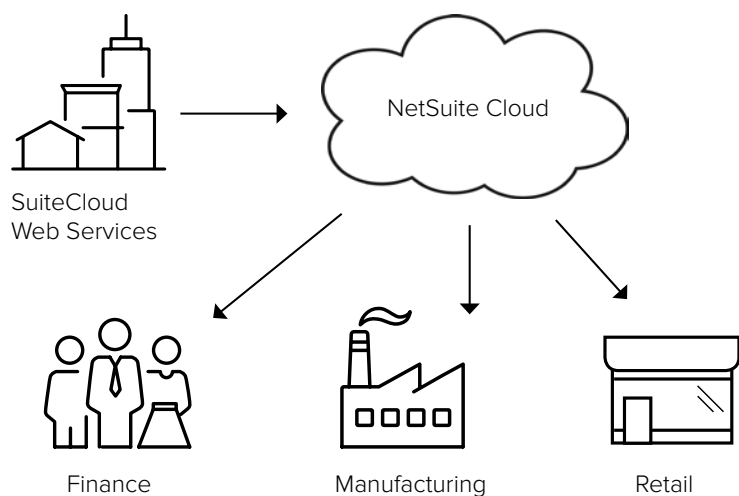 NetSuite Cloud
SuiteCloud
Web Services
Finance
Manufacturing
Retail